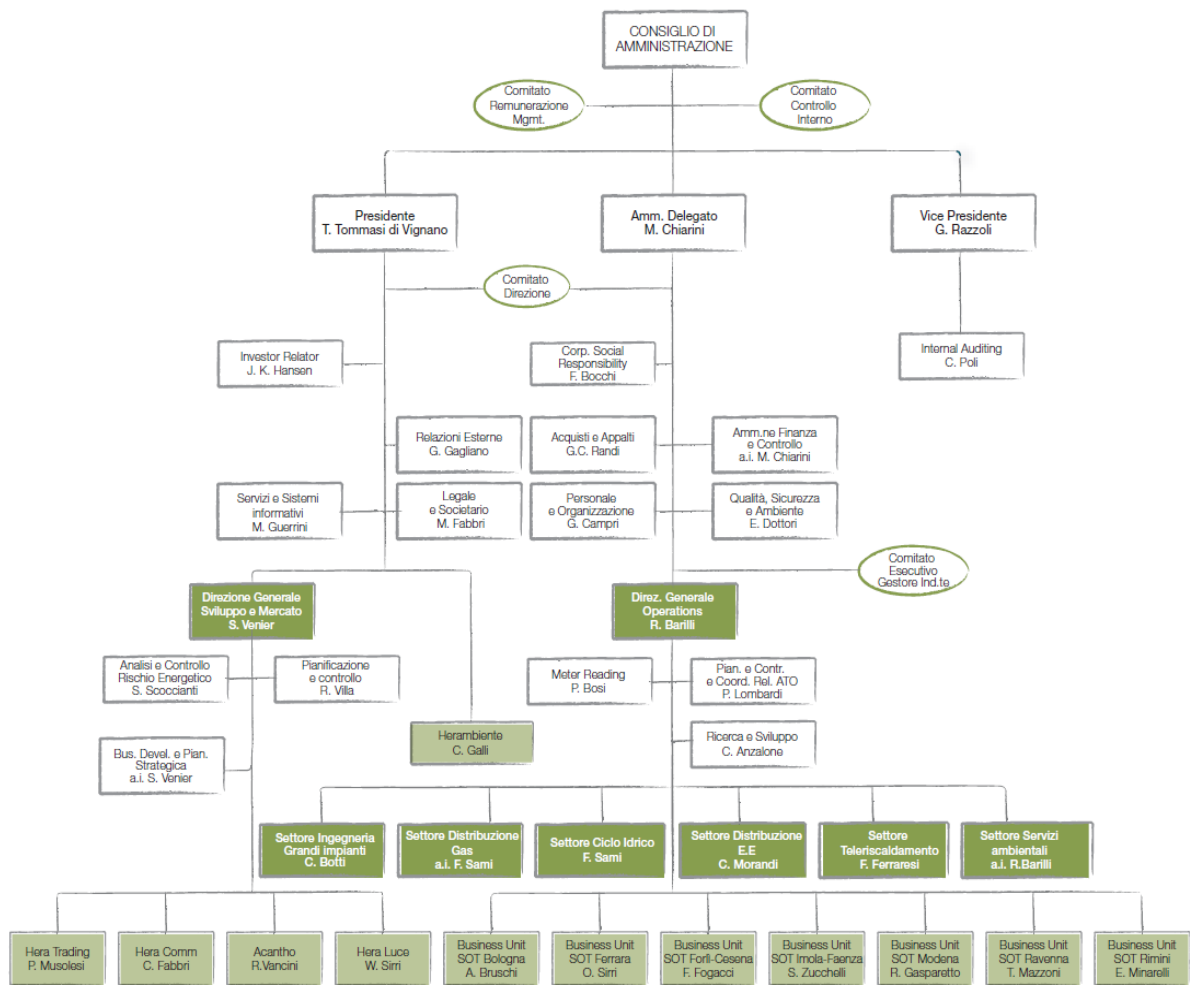 CONSIGLIO DI
AMMINISTRAZIONE
Comitato
Remunerazione
Mgmt.
Comitato
Controllo
Interno
Presidente
T. Tommasi di Vignano
Amm. Delegato
M. Chiarini
Vice Presidente
G. Razzoli
Comitato
Direzione
Investor Relator
J. K. Hansen
Corp. Social
Responsibility
F. Bocchi
Internal Auditing
C. Poli
Relazioni Esterne
G. Gagliano
Acquisti e Appalti
G.C. Randi
Amm.ne Finanza
e Controllo
a.i. M. Chiarini
Servizi e Sistemi
informativi
M. Guerrini
Legale
e Societario
M. Fabbri
Personale
e Organizzazione
G. Campri
Qualità, Sicurezza
e Ambiente
E. Dottori
Comitato
Esecutivo
Gestore Ind.te
Direzione Generale
Sviluppo e Mercato
S. Venier
Direz. Generale
Operations
R. Barilli
Analisi e Controllo
Rischio Energetico
S. Scoccianti
Pianificazione
e controllo
R. Villa
Meter Reading
P. Bosi
Pian. e Contr.
e Coord. Rel. ATO
P. Lombardi
Herambiente
C. Galli
Ricerca e Sviluppo
C. Anzalone
Bus. Devel. e Pian.
Strategica
a.i. S. Venier
Settore Ingegneria
Grandi impianti
C. Botti
Settore Distribuzione
Gas
a.i. F. Sami
Settore Ciclo Idrico
F. Sami
Settore Distribuzione
E.E
C. Morandi
Settore
Teleriscaldamento
F. Ferraresi
Settore Servizi
ambientali
a.i. R.Barilli
Hera Trading
P. Musolesi
Hera Comm
C. Fabbri
Acantho
R.Vancini
Hera Luce
W. Sirri
Business Unit
SOT Bologna
A. Bruschi
Business Unit
SOT Ferrara
O. Sirri
Business Unit
SOT Forlì-Cesena
F. Fogacci
Business Unit
SOT Imola-Faenza
S. Zucchelli
Business Unit
SOT Modena
R. Gasparetto
Business Unit
SOT Ravenna
T. Mazzoni
Business Unit
SOT Rimini
E. Minarelli